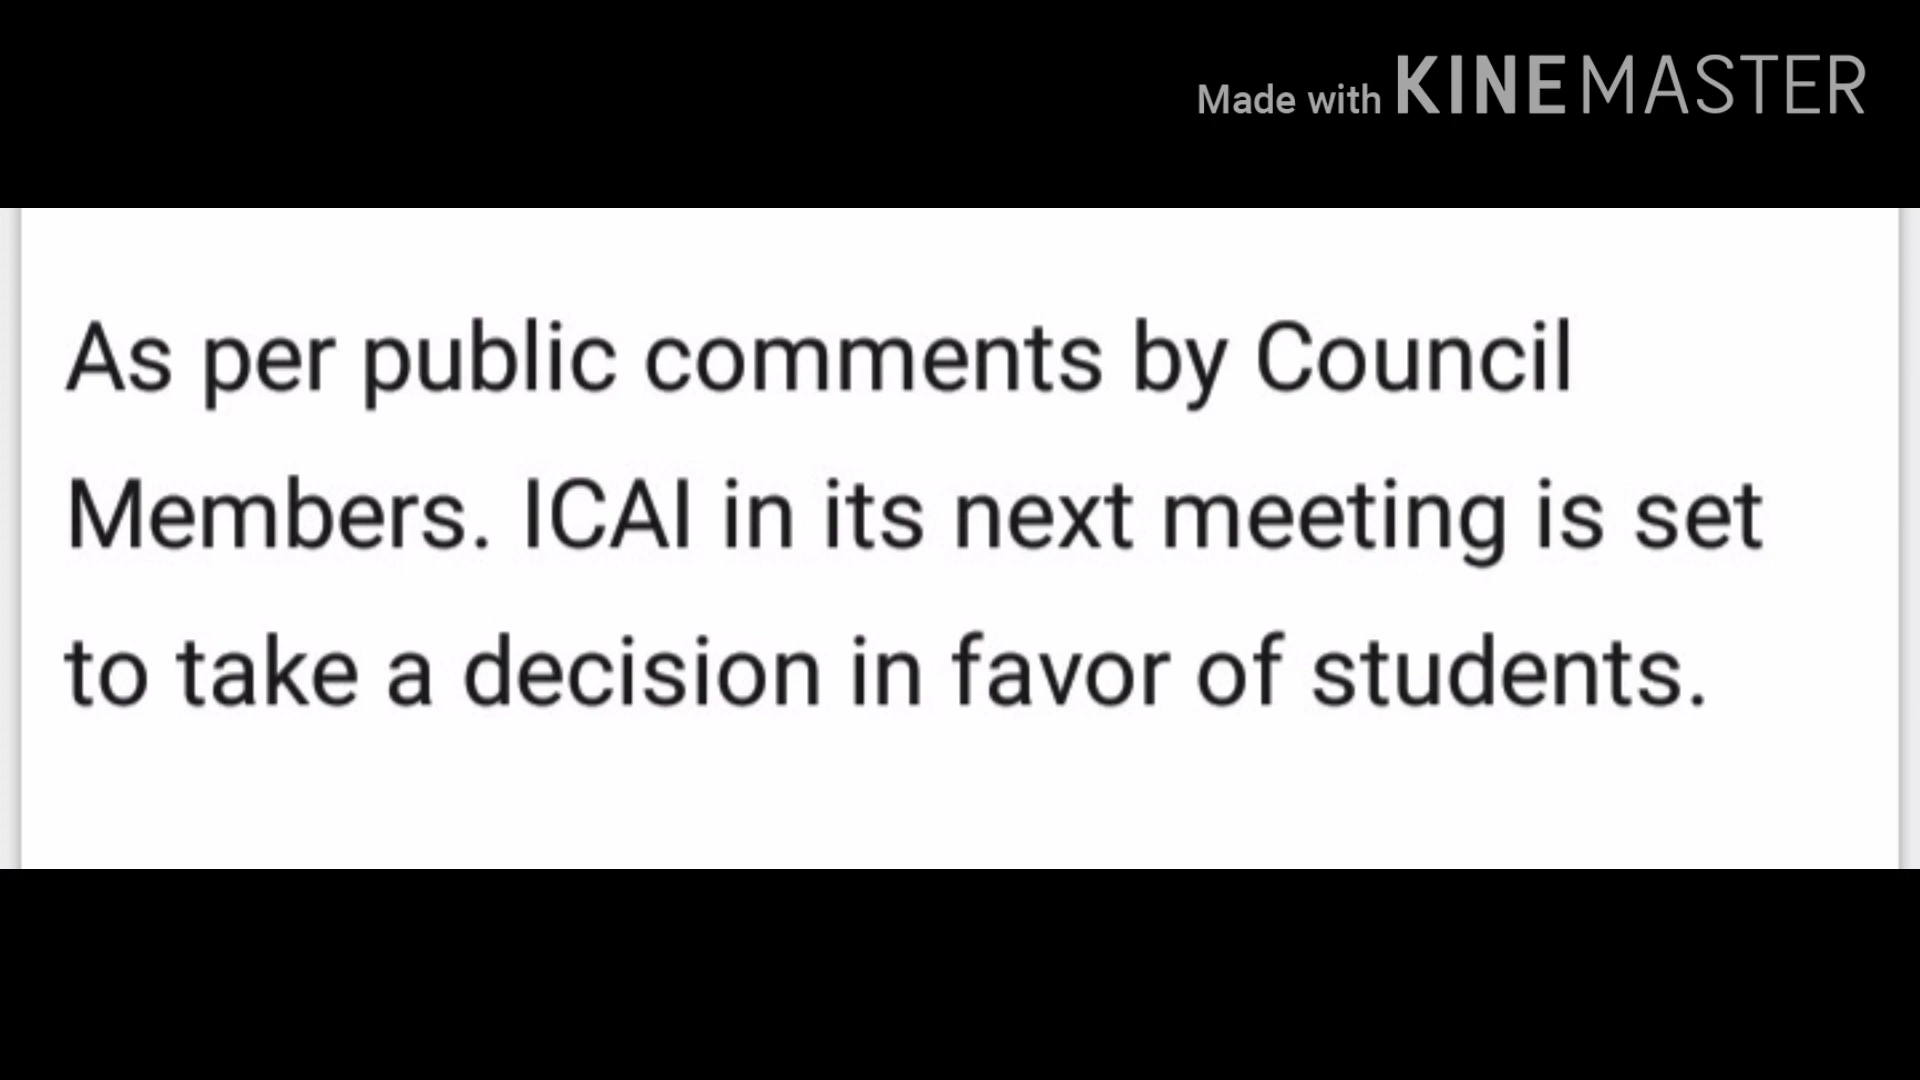 Made with KINEMASTER
As per public comments by Council
Members. ICAI in its next meeting is set
to take a decision in favor of students.